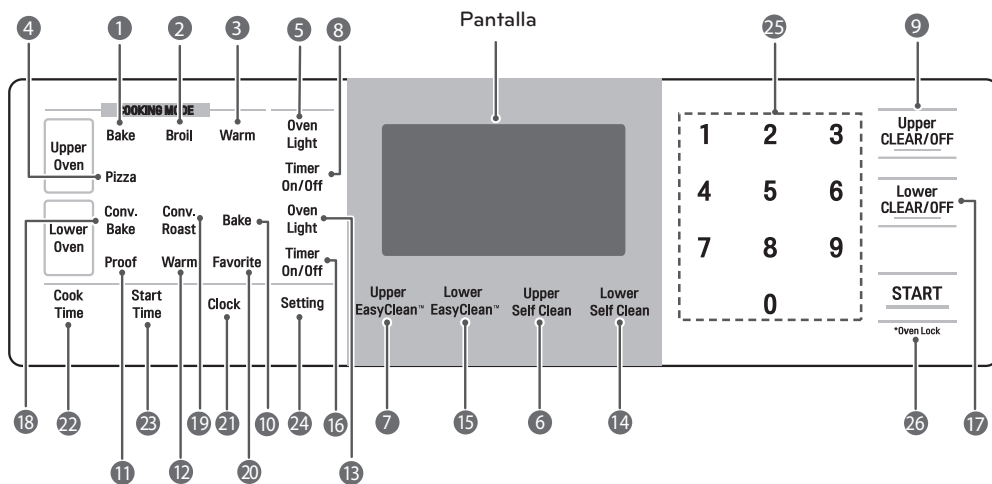 Pantalla
4
1
2
3
5
8
25
9
COOKING MODE
Upper
Oven
Bake
Broil
Warm
Oven
Light
Pizza
Timer
On/Off
Lower
Oven
Conv.
Bake
Conv.
Roast
Bake
Oven
Light
Proof
Warm
Favorite
Timer
On/Off
Cook
Time
Start
Time
Clock
Setting
Upper
EasyClean™
Lower
EasyClean™
Upper
Self Clean
Lower
Self Clean
1 2 3
4 5 6
7 8 9
0
Upper
CLEAR/OFF
Lower
CLEAR/OFF
START
*Oven Lock
18
22
23
19
21
10
24
16
7
15
6
14
26
17
11
12
20
13